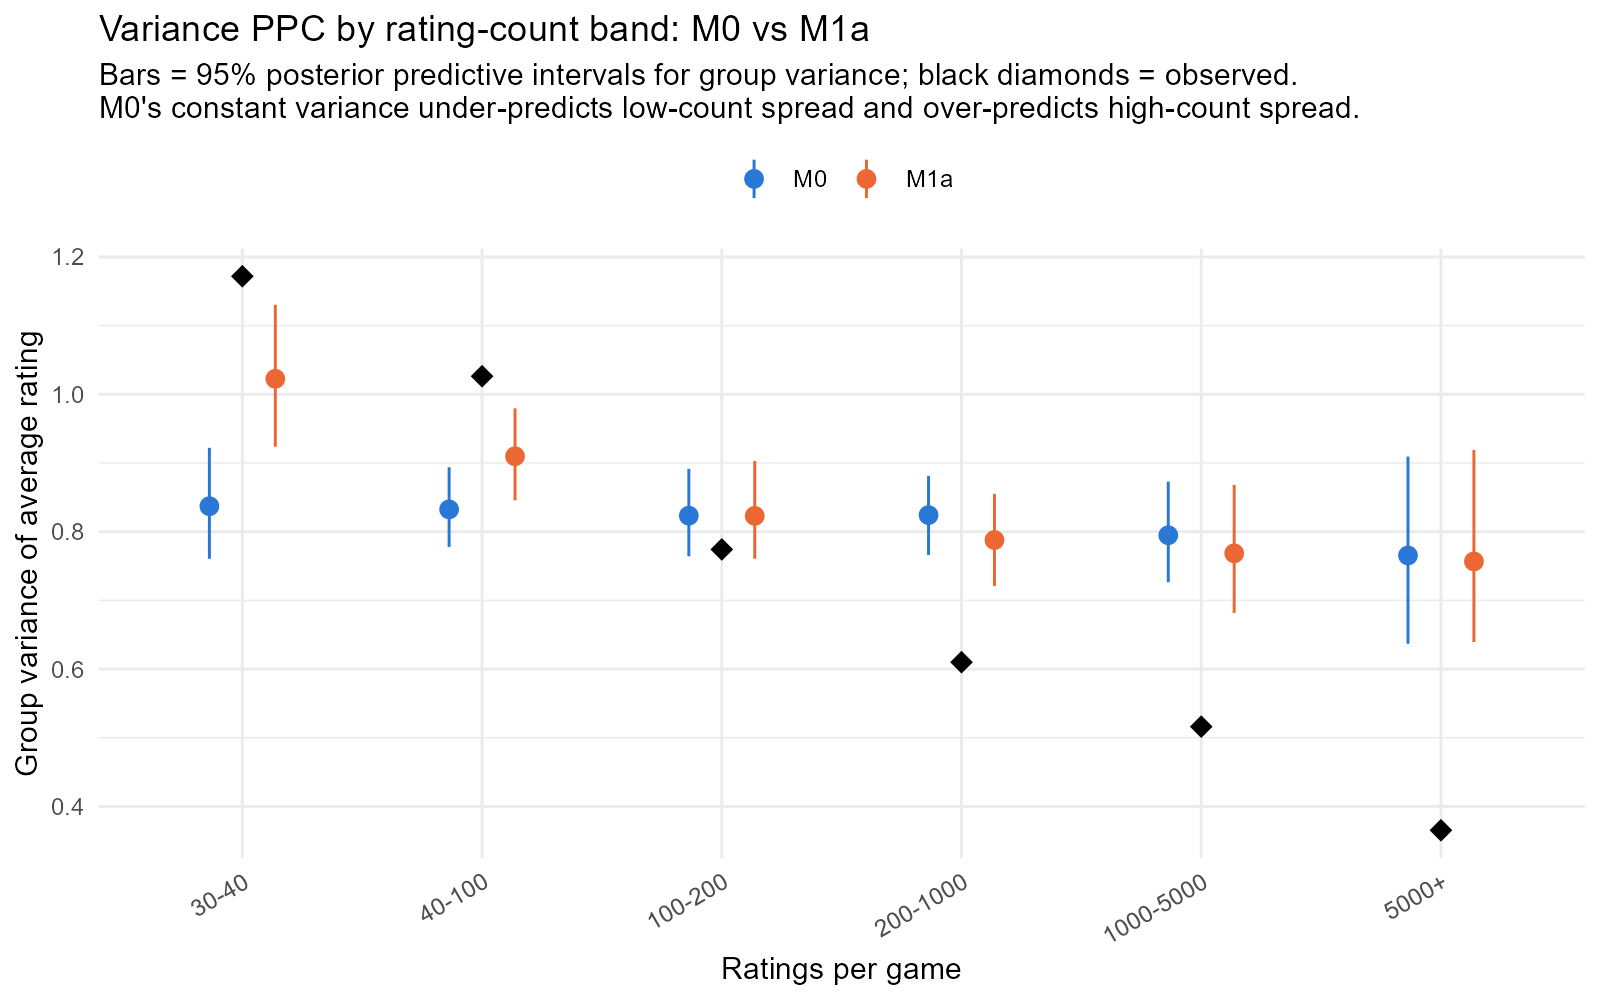 Variance PPC by rating-count band: M0 vs M1a
Bars = 95% posterior predictive intervals for group variance; black diamonds = observed.
M0's constant variance under-predicts low-count spread and over-predicts high-count spread.
M0 M1a
Group variance of average rating
1.2
1.0
0.8
0.6
0.4
30-40 40-100 100-200 200-1000 1000-5000 5000+
Ratings per game